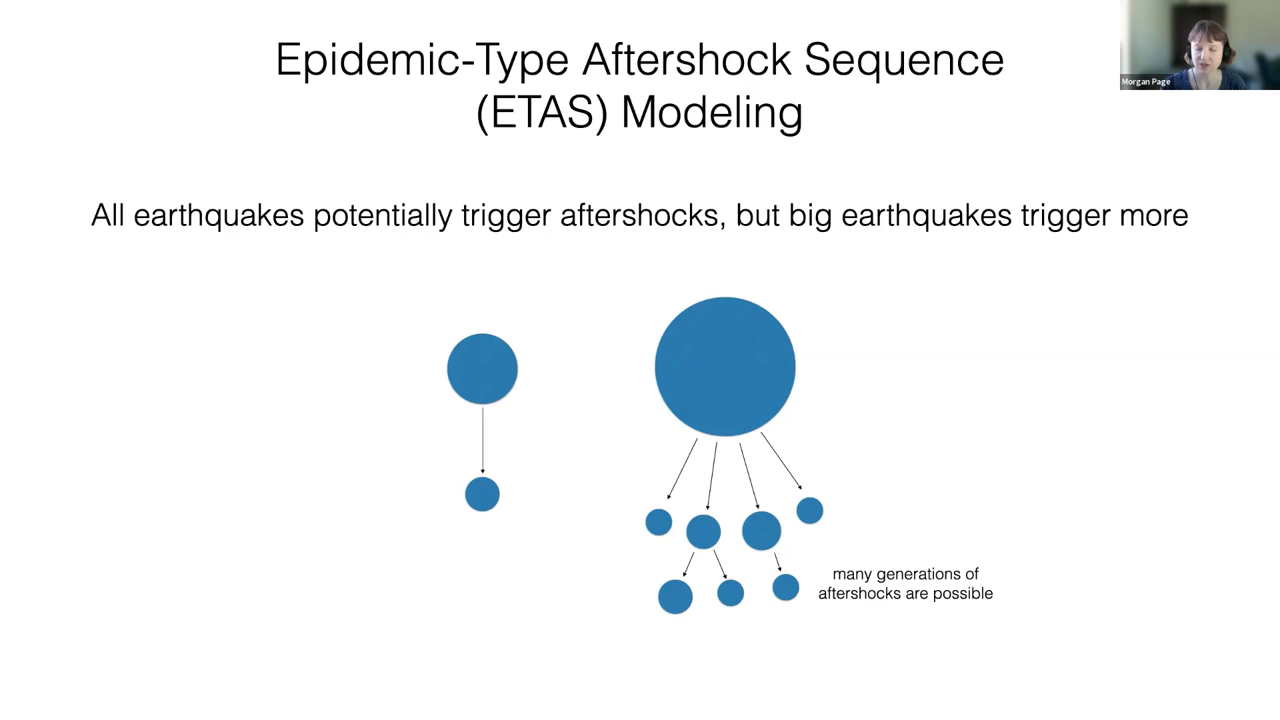 Epidemic-Type Aftershock Sequence
(ETAS) Modeling
Morgan Page
All earthquakes potentially trigger aftershocks, but big earthquakes trigger more
many generations of
aftershocks are possible